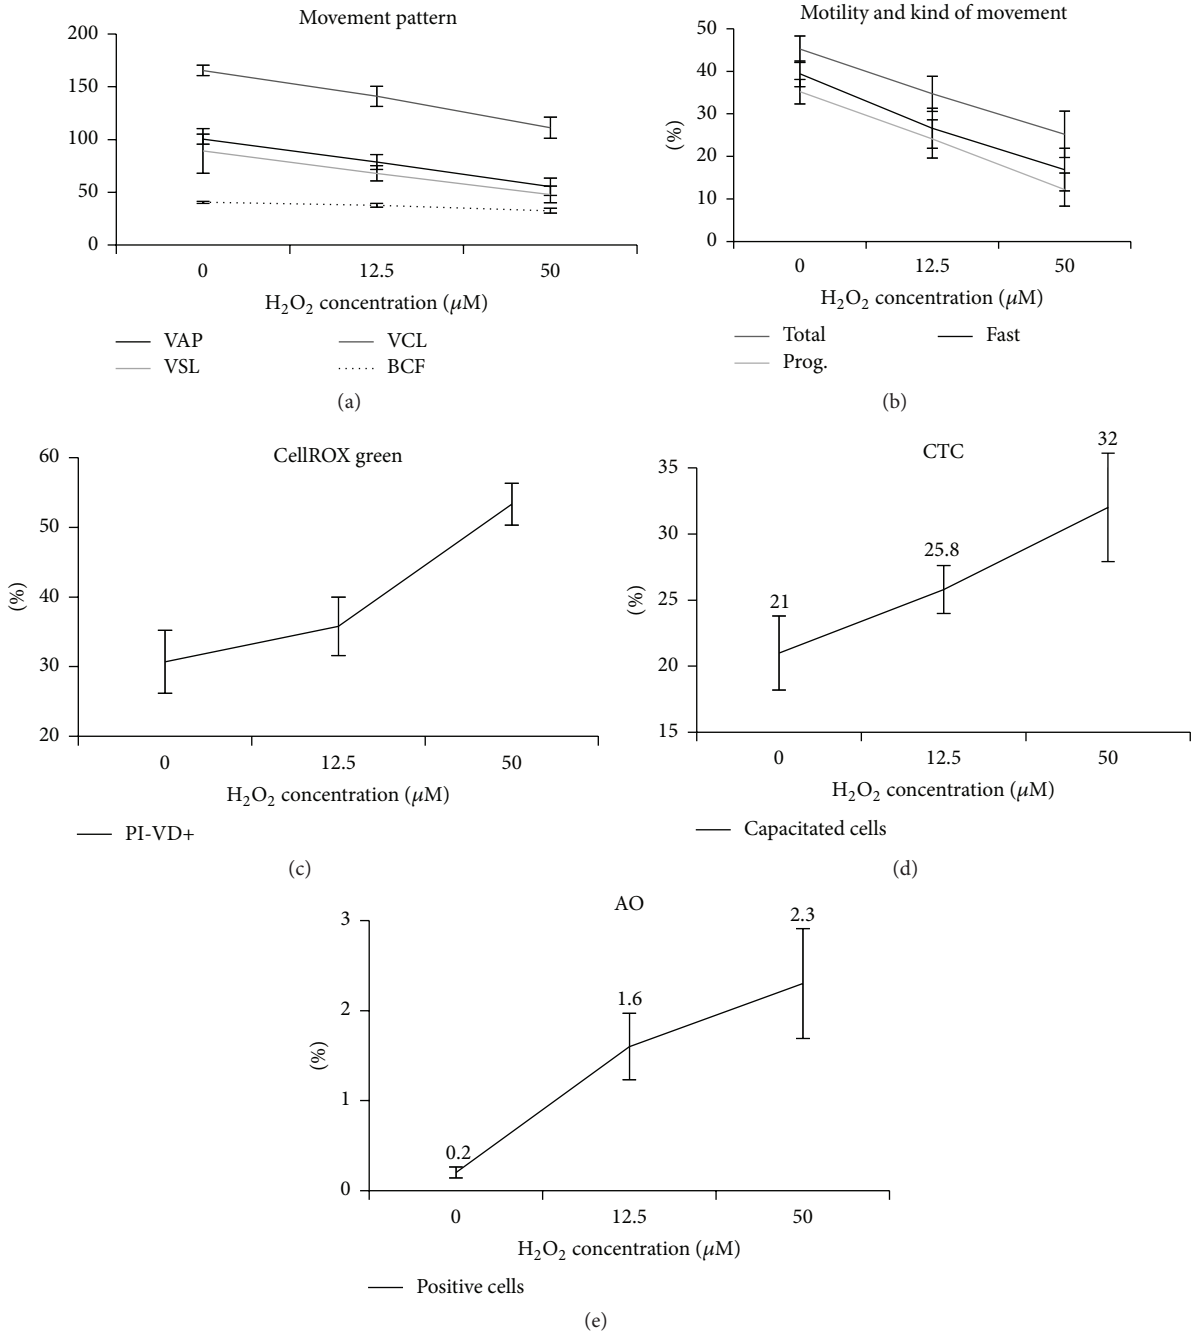 Movement pattern
200
150
100
50
0
0 12.5 50
H₂O₂ concentration (μM)
VAP VCL
VSL BCF
(a)
Motility and kind of movement
50
40
30
20
10
0
(%)
0 12.5 50
H₂O₂ concentration (μM)
Total Fast
Prog.
(b)
CellROX green
60
50
40
30
20
(%)
0 12.5 50
H₂O₂ concentration (μM)
PI-VD+
(c)
CTC
35
30
25
20
15
(%)
21
25.8
32
0 12.5 50
H₂O₂ concentration (μM)
Capacitated cells
(d)
AO
3
2
1
0
(%)
0.2
1.6
2.3
0 12.5 50
H₂O₂ concentration (μM)
Positive cells
(e)